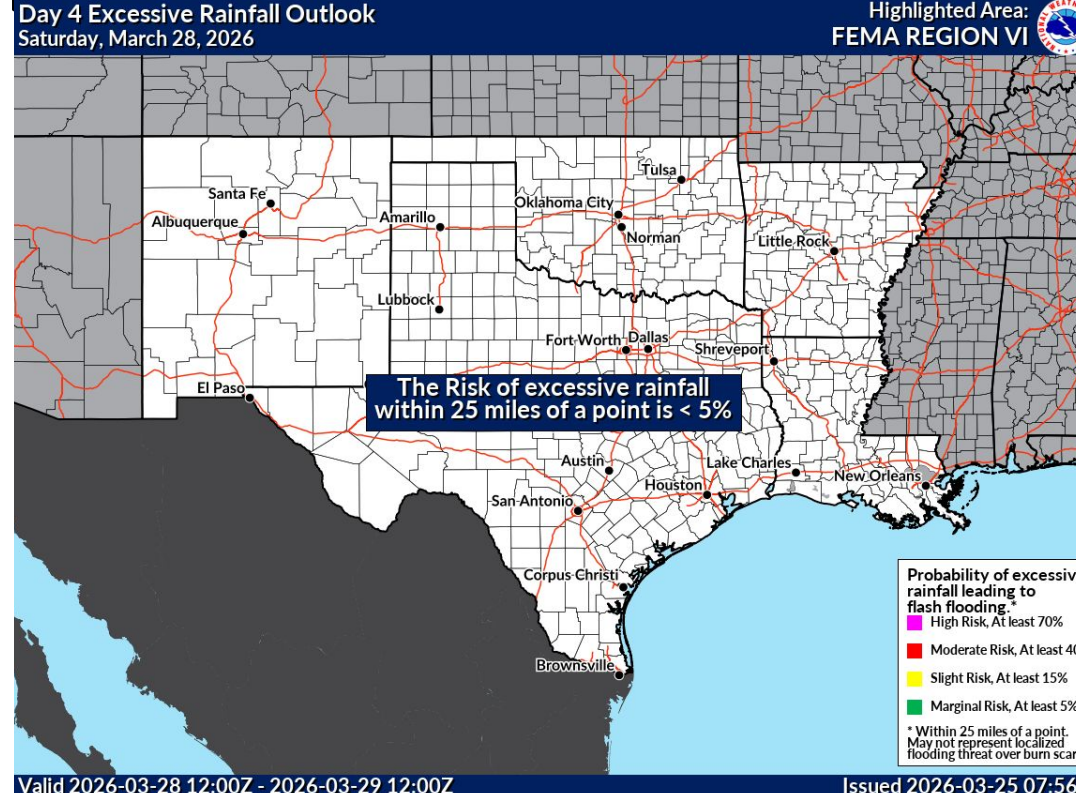 Day 4 Excessive Rainfall Outlook
Saturday, March 28, 2026
Highlighted Area:
FEMA REGION VI
NATIONAL WEATH
Santa Fe
Albuquerque
Amarillo
Tulsa
Oklahoma City
Norman
Little Rock
Lubbock
Fort Worth
Dallas
Shreveport
El Paso
The Risk of excessive rainfall
within 25 miles of a point is < 5%
Austin
Lake Charles
New Orleans
Houston
San Antonio
Corpus Christi
Brownsville
Probability of excessiv
rainfall leading to
flash flooding.*
High Risk, At least 70%
Moderate Risk, At least 40
Slight Risk, At least 15%
Marginal Risk, At least 5%
* Within 25 miles of a point.
May not represent localized
flooding threat over burn scar
Valid 2026-03-28 12:00Z - 2026-03-29 12:00Z
Issued 2026-03-25 07:56